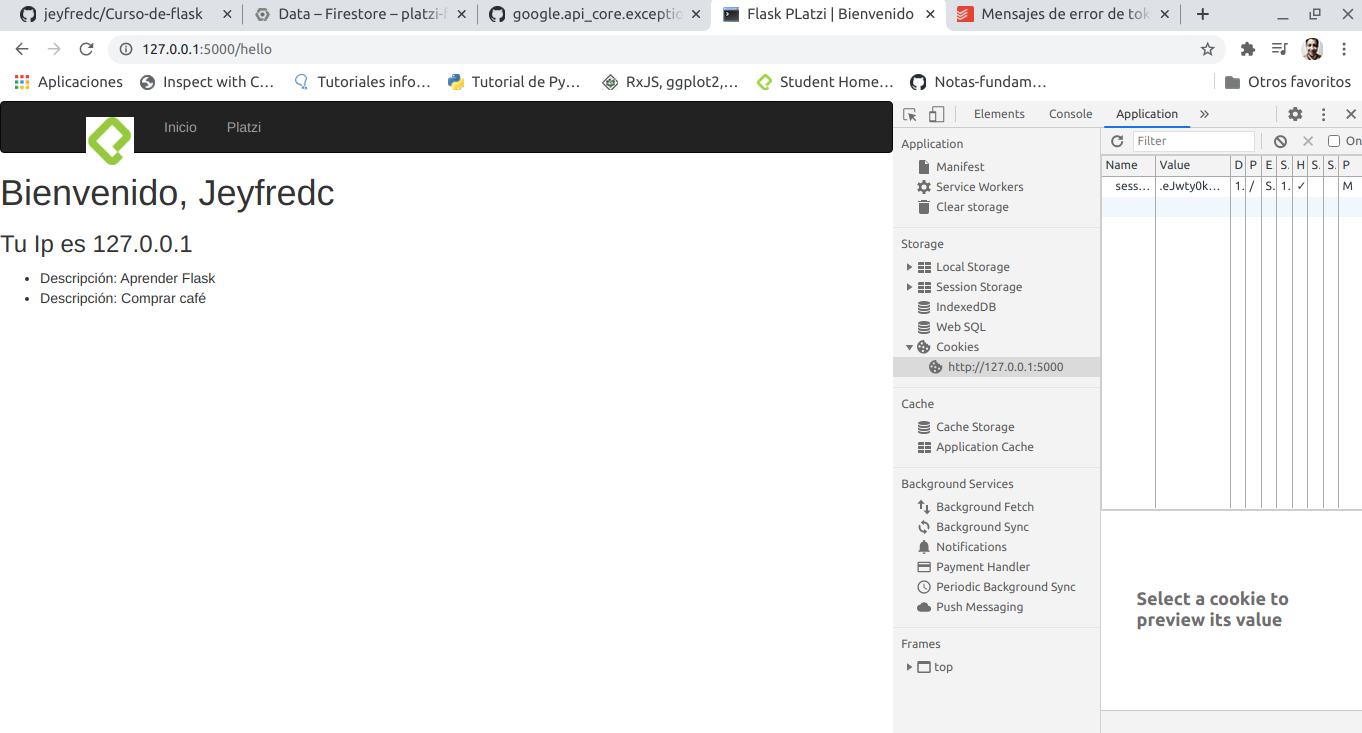 jeyfredc/Curso-de-flask
Data – Firestore – platzi-f
google.api_core.exceptio
Flask PLatzi | Bienvenido
Mensajes de error de tok
127.0.0.1:5000/hello
Aplicaciones
Inspect with C...
Tutoriales info...
Tutorial de Py...
RxJS, ggplot2,...
Student Home...
Notas-fundam...
Otros favoritos
Inicio
Platzi
Bienvenido, Jeyfredc
Tu Ip es 127.0.0.1
Descripción: Aprender Flask
Descripción: Comprar café
Elements
Console
Application
Application
Manifest
Service Workers
Clear storage
Storage
Local Storage
Session Storage
IndexedDB
Web SQL
Cookies
http://127.0.0.1:5000
Cache
Cache Storage
Application Cache
Background Services
Background Fetch
Background Sync
Notifications
Payment Handler
Periodic Background Sync
Push Messaging
Frames
top
Filter
On
Name Value D P E S. H S. S. P
sess... .eJwty0k... 1. / S. 1. ✓ M
Select a cookie to
preview its value